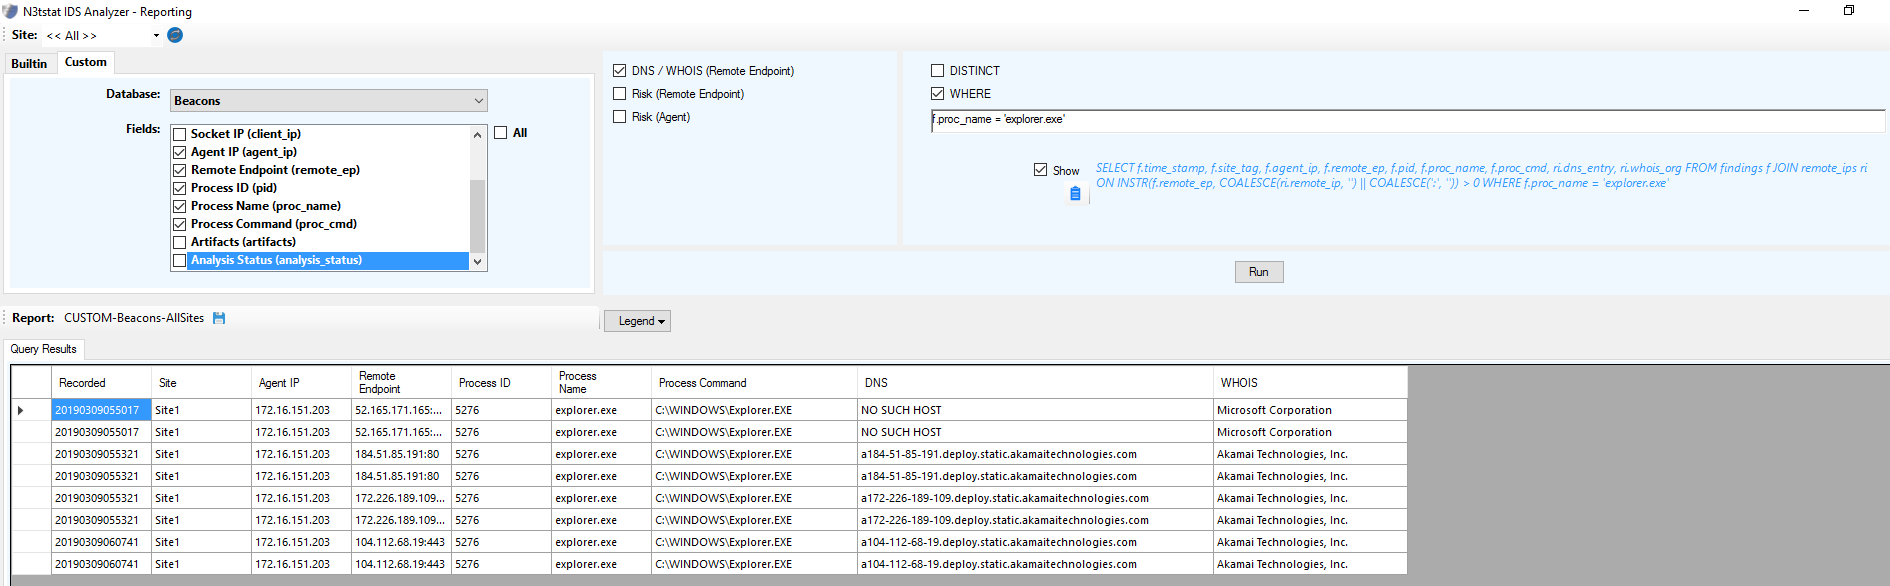 N3tstat IDS Analyzer - Reporting
Site: << All >>
Builtin Custom
Database: Beacons
Fields:
Socket IP (client_ip)
Agent IP (agent_ip)
Remote Endpoint (remote_ep)
Process ID (pid)
Process Name (proc_name)
Process Command (proc_cmd)
Artifacts (artifacts)
Analysis Status (analysis_status)
All
DNS / WHOIS (Remote Endpoint)
Risk (Remote Endpoint)
Risk (Agent)
DISTINCT
WHERE
f.proc_name = 'explorer.exe'
Show
SELECT f.time_stamp, f.site_tag, f.agent_ip, f.remote_ep, f.pid, f.proc_name, f.proc_cmd, ri.dns_entry, ri.whois_org FROM findings f JOIN remote_ips ri
ON INSTR(f.remote_ep, COALESCE(ri.remote_ip, '') || COALESCE(':', '')) > 0 WHERE f.proc_name = 'explorer.exe'
Run
Report: CUSTOM-Beacons-AllSites
Legend
Query Results
Recorded Site Agent IP Remote Endpoint Process ID Process Name Process Command DNS WHOIS
20190309055017 Site1 172.16.151.203 52.165.171.165:... 5276 explorer.exe C:\WINDOWS\Explorer.EXE NO SUCH HOST Microsoft Corporation
20190309055017 Site1 172.16.151.203 52.165.171.165:... 5276 explorer.exe C:\WINDOWS\Explorer.EXE NO SUCH HOST Microsoft Corporation
20190309055321 Site1 172.16.151.203 184.51.85.191:80 5276 explorer.exe C:\WINDOWS\Explorer.EXE a184-51-85-191.deploy.static.akamaitechnologies.com Akamai Technologies, Inc.
20190309055321 Site1 172.16.151.203 184.51.85.191:80 5276 explorer.exe C:\WINDOWS\Explorer.EXE a184-51-85-191.deploy.static.akamaitechnologies.com Akamai Technologies, Inc.
20190309055321 Site1 172.16.151.203 172.226.189.109... 5276 explorer.exe C:\WINDOWS\Explorer.EXE a172-226-189-109.deploy.static.akamaitechnologies.com Akamai Technologies, Inc.
20190309055321 Site1 172.16.151.203 172.226.189.109... 5276 explorer.exe C:\WINDOWS\Explorer.EXE a172-226-189-109.deploy.static.akamaitechnologies.com Akamai Technologies, Inc.
20190309060741 Site1 172.16.151.203 104.112.68.19:443 5276 explorer.exe C:\WINDOWS\Explorer.EXE a104-112-68-19.deploy.static.akamaitechnologies.com Akamai Technologies, Inc.
20190309060741 Site1 172.16.151.203 104.112.68.19:443 5276 explorer.exe C:\WINDOWS\Explorer.EXE a104-112-68-19.deploy.static.akamaitechnologies.com Akamai Technologies, Inc.